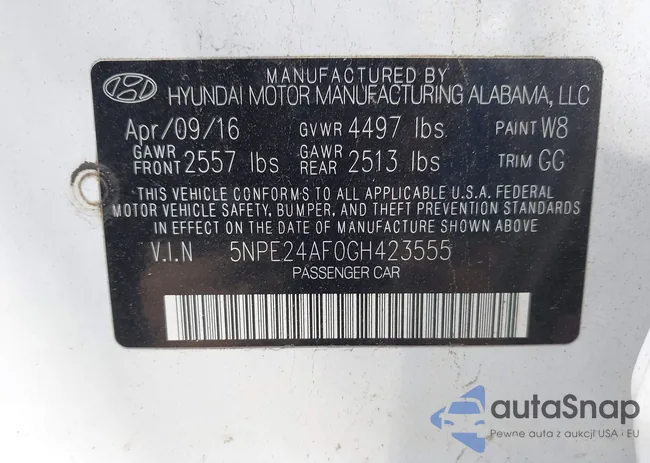 MANUFACTURED BY
HYUNDAI MOTOR MANUFACTURING ALABAMA, LLC
Apr/09/16 GVWR 4497 lbs PAINT W8
GAWR FRONT 2557 lbs GAWR REAR 2513 lbs TRIM GG
THIS VEHICLE CONFORMS TO ALL APPLICABLE U.S.A. FEDERAL
MOTOR VEHICLE SAFETY, BUMPER, AND THEFT PREVENTION STANDARDS
IN EFFECT ON THE DATE OF MANUFACTURE SHOWN ABOVE.
V.I.N 5NPE24AF0GH423555
PASSENGER CAR
autoSnap
Pewne auta z aukcji USA i EU